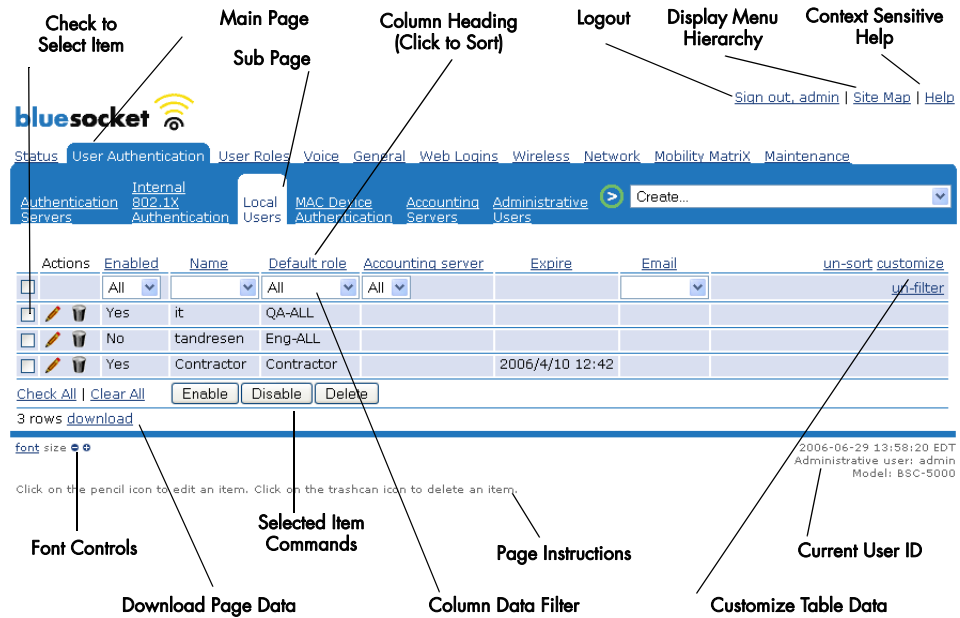 Check to
Select Item
Main Page
Sub Page
Column Heading
(Click to Sort)
Logout
Display Menu
Hierarchy
Context Sensitive
Help
Sign out, admin | Site Map | Help
bluesocket
Status User Authentication User Roles Voice General Web Logins Wireless Network Mobility MatriX Maintenance
Authentication
Servers
Internal
802.1X
Authentication
Local
Users
MAC Device
Authentication
Accounting
Servers
Administrative
Users
Create...
Actions Enabled Name Default role Accounting server Expire Email un-sort customize
All All All un-filter
Yes it QA-ALL
No tandresen Eng-ALL
Yes Contractor Contractor 2006/4/10 12:42
Check All | Clear All Enable Disable Delete
3 rows download
font size
2006-06-29 13:58:20 EDT
Administrative user: admin
Model: BSC-5000
Click on the pencil icon to edit an item. Click on the trashcan icon to delete an item.
Font Controls
Selected Item
Commands
Page Instructions
Current User ID
Download Page Data
Column Data Filter
Customize Table Data